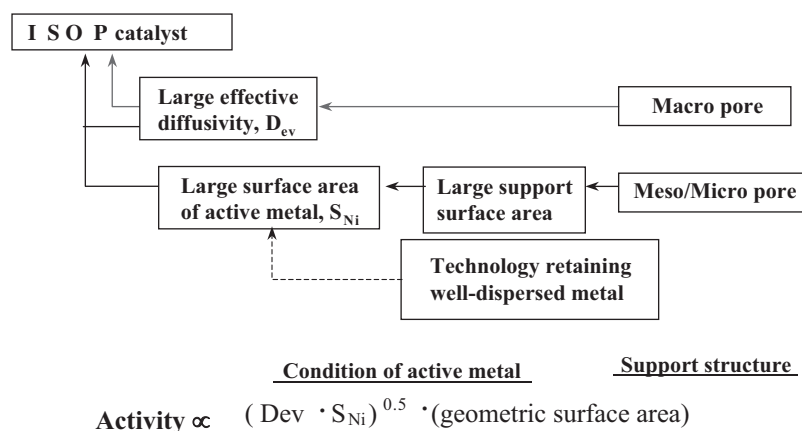 I S O P catalyst
Large effective
diffusivity, Dev
Macro pore
Large surface area
of active metal, SNi
Large support
surface area
Meso/Micro pore
Technology retaining
well-dispersed metal
Condition of active metal
Support structure
Activity ∝ ( Dev ・SNi) 0.5 ・(geometric surface area)